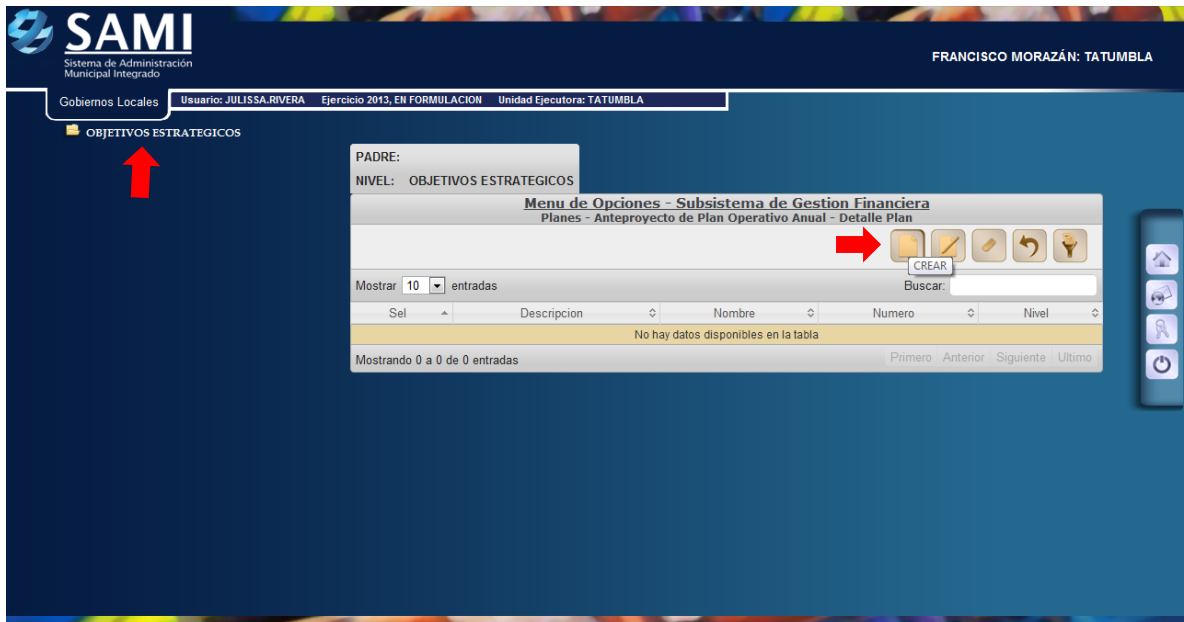 SAMI
Sistema de Administración
Municipal Integrado
FRANCISCO MORAZÁN: TATUMBLA
Gobiernos Locales
Usuario: JULISSA.RIVERA Ejercicio 2013, EN FORMULACION Unidad Ejecutora: TATUMBLA
OBJETIVOS ESTRATEGICOS
PADRE:
NIVEL: OBJETIVOS ESTRATEGICOS
Menu de Opciones - Subsistema de Gestion Financiera
Planes - Anteproyecto de Plan Operativo Anual - Detalle Plan
CREAR
Mostrar 10 entradas Buscar:
Sel Descripcion Nombre Numero Nivel
No hay datos disponibles en la tabla
Mostrando 0 a 0 de 0 entradas Primero Anterior Siguiente Ultimo